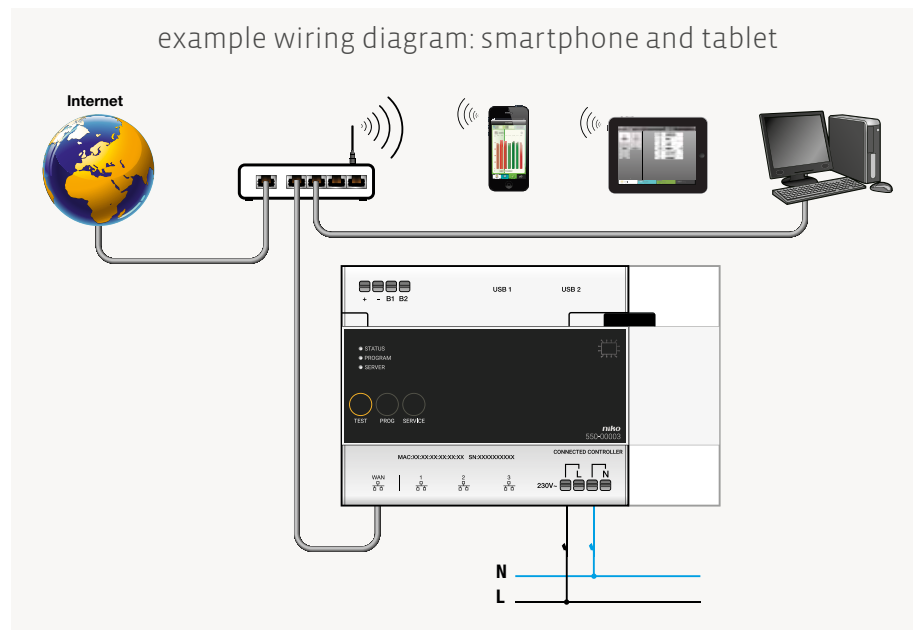 example wiring diagram: smartphone and tablet
Internet
+ - B1 B2
USB 1 USB 2
STATUS
PROGRAM
SERVER
TEST PROG SERVICE
niko
550-00003
CONNECTED CONTROLLER
MAC:XX:XX:XX:XX:XX:XX SN:XXXXXXXXXX
WAN 1 2 3
230V~ L N
N
L